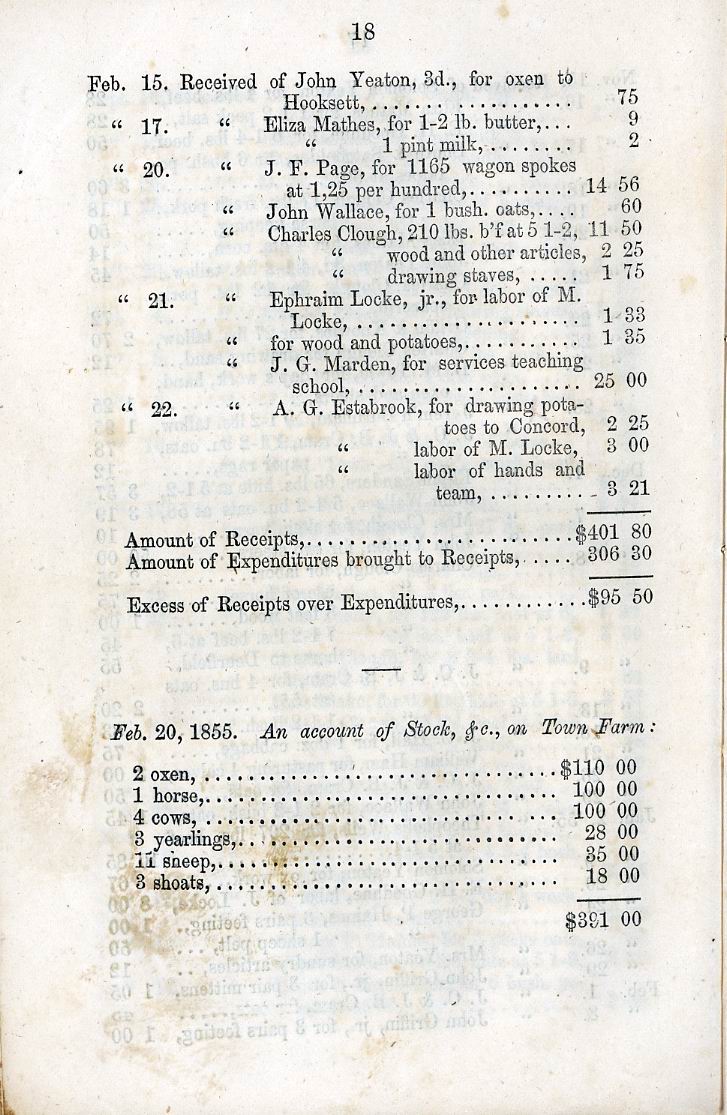 18
Feb. 15. Received of John Yeaton, 3d., for oxen to
Hooksett,.................. 75
“ 17. “ Eliza Mathes, for 1-2 lb. butter,... 9
“ 1 pint milk,........ 2
“ 20. “ J. F. Page, for 1165 wagon spokes
at 1,25 per hundred,.......... 14 56
“ John Wallace, for 1 bush. oats,.... 60
“ Charles Clough, 210 lbs. b'f at 5 1-2, 11 50
“ wood and other articles, 2 25
“ drawing staves, ..... 1 75
“ 21. “ Ephraim Locke, jr., for labor of M.
Locke, .................... 1 33
“ for wood and potatoes,........... 1 35
“ J. G. Marden, for services teaching
school, .................... 25 00
“ 22. “ A. G. Estabrook, for drawing pota-
toes to Concord, 2 25
“ labor of M. Locke, 3 00
“ labor of hands and
team, .......... 3 21
Amount of Receipts,..........................$401 80
Amount of Expenditures brought to Receipts, ..... 306 30
Excess of Receipts over Expenditures,............$95 50
Feb. 20, 1855. An account of Stock, &c., on Town Farm:
2 oxen, ..................................$110 00
1 horse,.................................. 100 00
4 cows, .................................. 100 00
3 yearlings,.............................. 28 00
11 sheep,................................. 35 00
3 shoats,................................. 18 00
$391 00